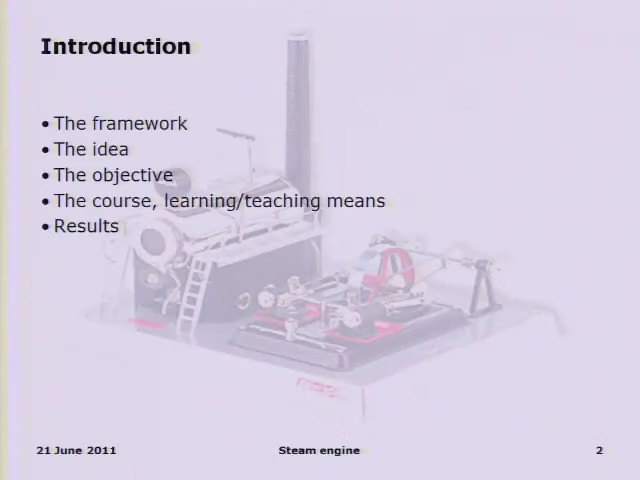 Introduction
• The framework
• The idea
• The objective
• The course, learning/teaching means
• Results
21 June 2011
Steam engine
2